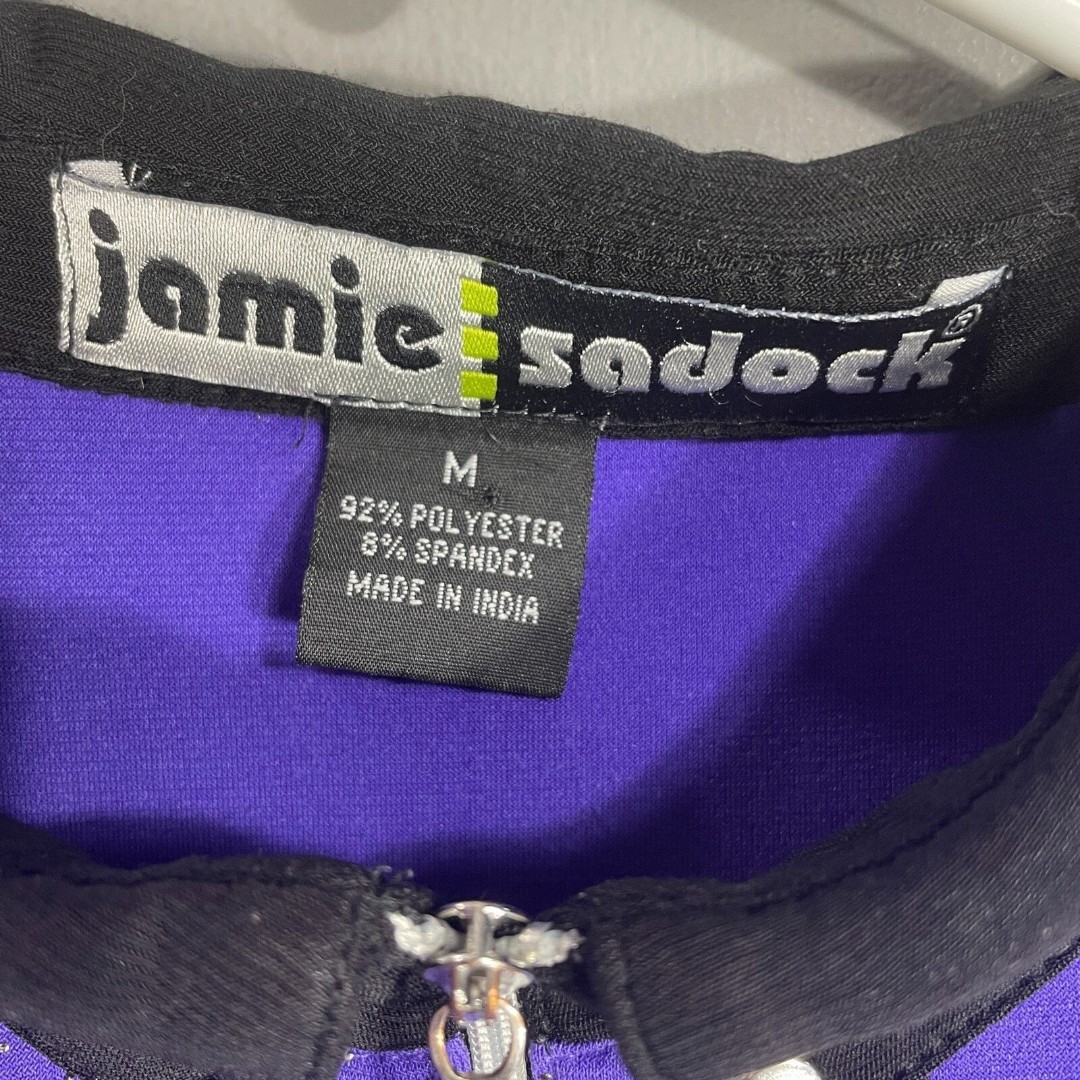 jamie sadock®
M
92% POLYESTER
8% SPANDEX
MADE IN INDIA